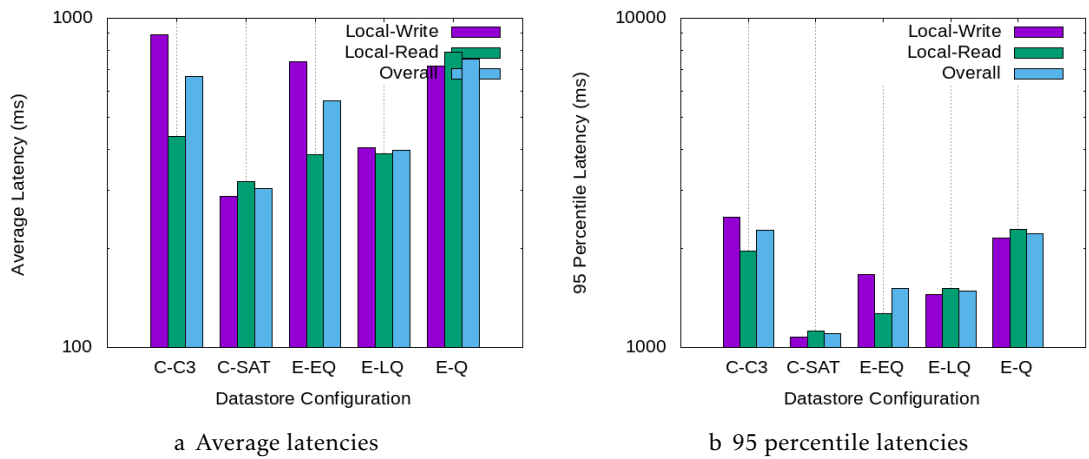 1000
Local-Write
Local-Read
Overall
Average Latency (ms)
100
C-C3 C-SAT E-EQ E-LQ E-Q
Datastore Configuration
a Average latencies
10000
Local-Write
Local-Read
Overall
95 Percentile Latency (ms)
1000
C-C3 C-SAT E-EQ E-LQ E-Q
Datastore Configuration
b 95 percentile latencies